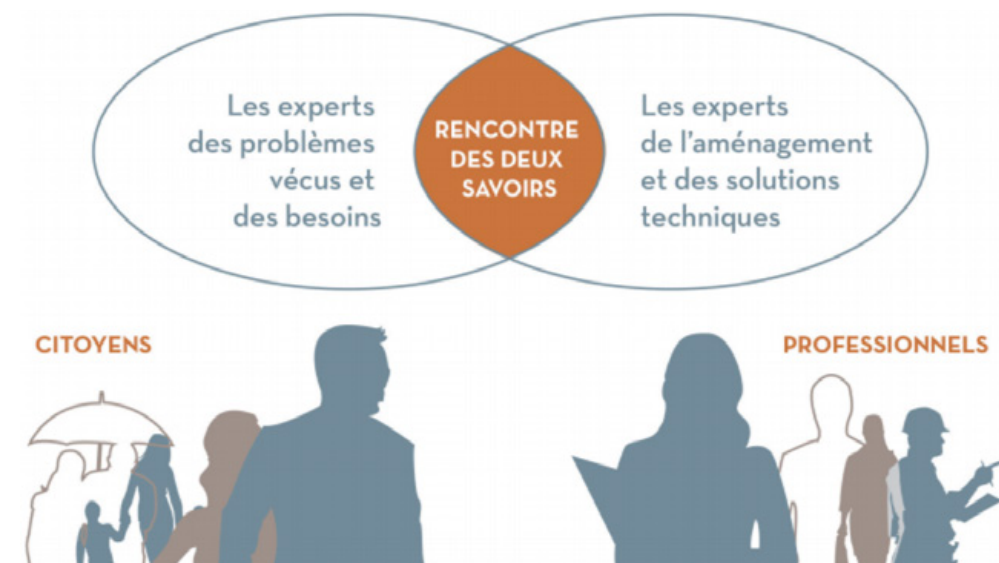 Les experts
des problèmes
vécus et
des besoins
RENCONTRE
DES DEUX
SAVOIRS
Les experts
de l'aménagement
et des solutions
techniques
CITOYENS
PROFESSIONNELS